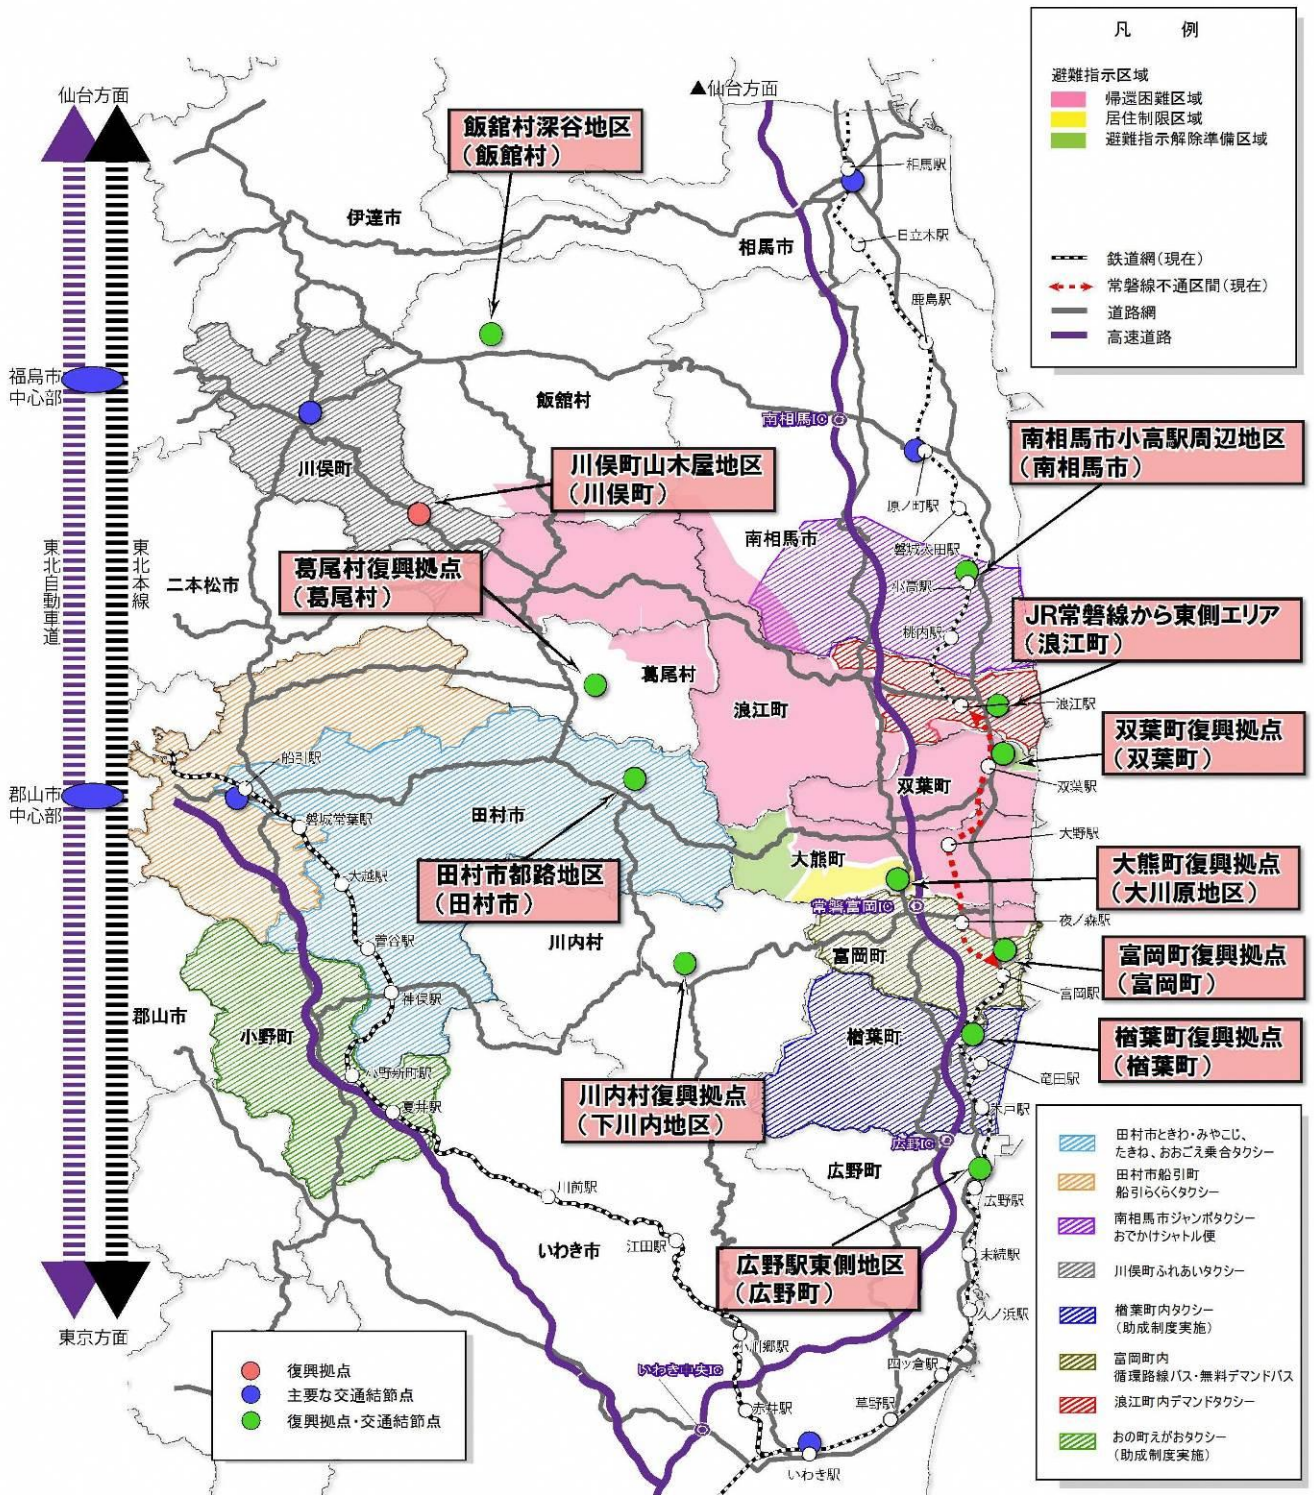 凡 例
避難指示区域
帰還困難区域
居住制限区域
避難指示解除準備区域
鉄道網(現在)
常磐線不通区間(現在)
道路網
高速道路
仙台方面
▲仙台方面
飯舘村深谷地区
(飯館村)
伊達市
相馬市
相馬駅
日立木駅
鹿島駅
福島市
中心部
飯舘村
南相馬IC
川俣町
川俣町山木屋地区
(川俣町)
南相馬市小高駅周辺地区
(南相馬市)
原ノ町駅
南相馬市
磐城太田駅
小高駅
桃内駅
東北自動車道
東北本線
二本松市
葛尾村復興拠点
(葛尾村)
葛尾村
浪江町
JR常磐線から東側エリア
(浪江町)
浪江駅
双葉町復興拠点
(双葉町)
双葉町
双葉駅
船引駅
郡山市
中心部
磐城常葉駅
田村市
大野駅
大熊町
大越駅
田村市都路地区
(田村市)
大熊町復興拠点
(大川原地区)
常磐富岡IC
夜ノ森駅
菅谷駅
川内村
富岡町
富岡町復興拠点
(富岡町)
富岡駅
神俣駅
郡山市
小野町
楢葉町
楢葉町復興拠点
(楢葉町)
竜田駅
小野新町駅
夏井駅
川内村復興拠点
(下川内地区)
木戸駅
広野IC
広野町
広野駅
川前駅
江田駅
いわき市
広野駅東側地区
(広野町)
末続駅
久ノ浜駅
東京方面
小川郷駅
いわき中央IC
四ッ倉駅
赤井駅
草野駅
いわき駅
復興拠点
主要な交通結節点
復興拠点・交通結節点
田村市ときわ・みやこじ、
たきね、おおごえ乗合タクシー
田村市船引町
船引らくらくタクシー
南相馬市ジャンボタクシー
おでかけシャトル便
川俣町ふれあいタクシー
楢葉町内タクシー
(助成制度実施)
富岡町内
循環路線バス・無料デマンドバス
浪江町内デマンドタクシー
おの町えがおタクシー
(助成制度実施)